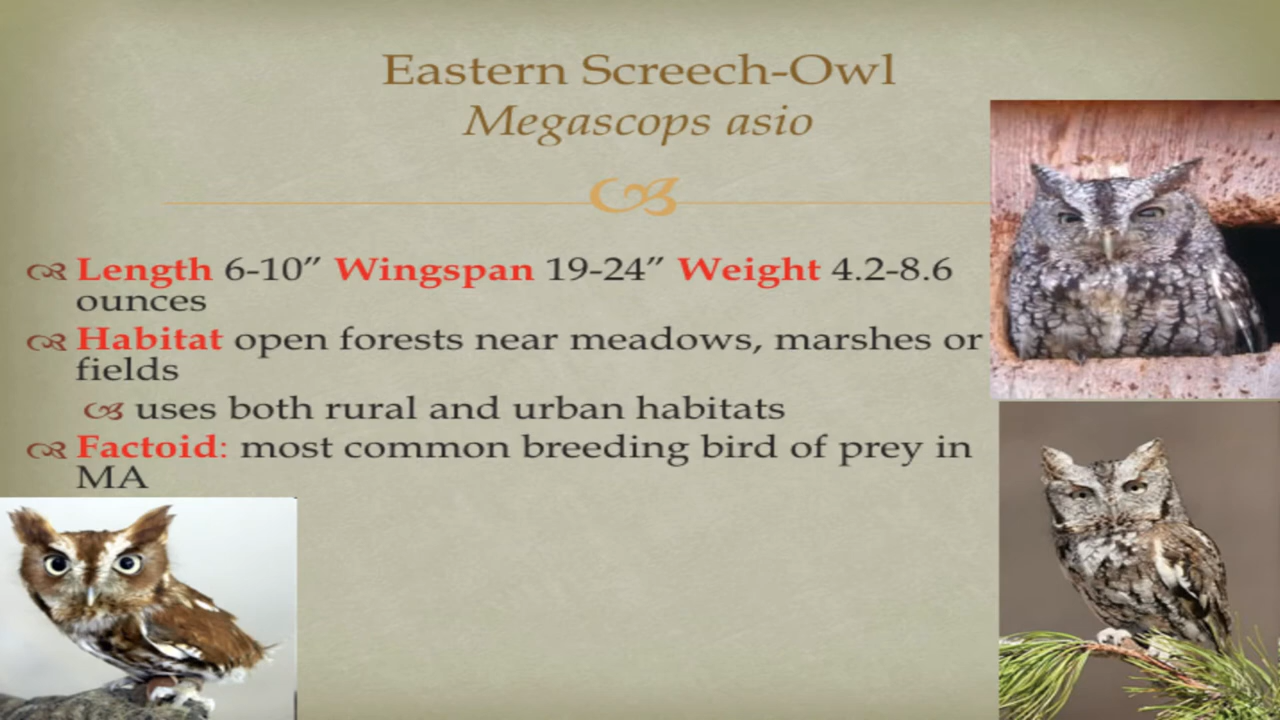 Eastern Screech-Owl
Megascops asio
Length 6-10” Wingspan 19-24” Weight 4.2-8.6
ounces
Habitat open forests near meadows, marshes or
fields
uses both rural and urban habitats
Factoid: most common breeding bird of prey in
MA